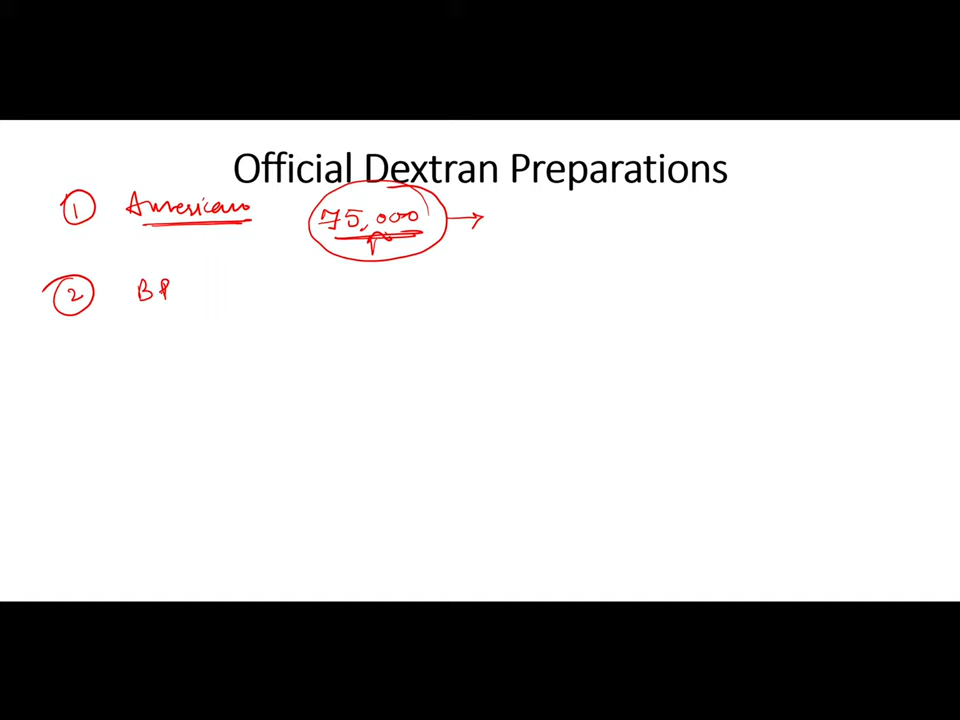 Official Dextran Preparations
1 American 75,000 →
2 BP